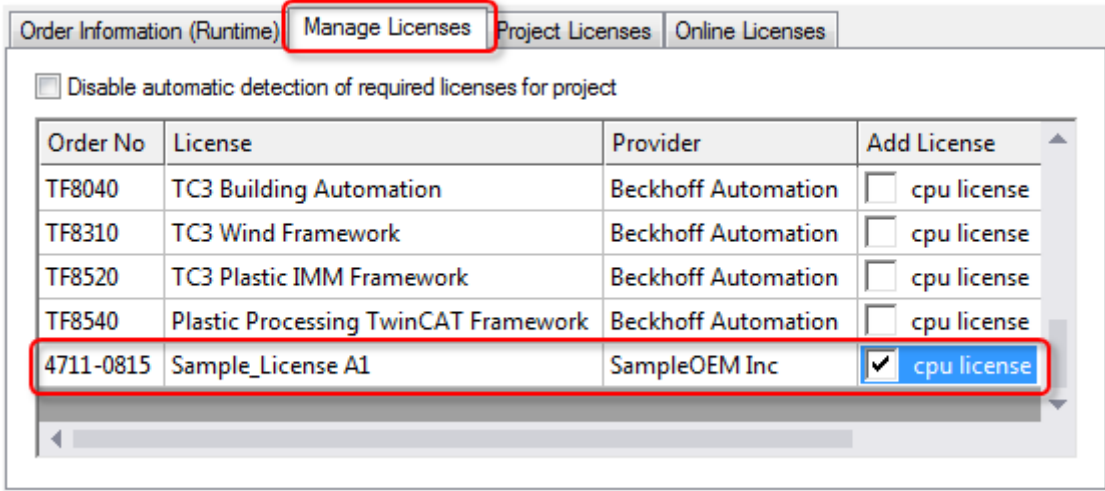 Order Information (Runtime) Manage Licenses Project Licenses Online Licenses
Disable automatic detection of required licenses for project
Order No License Provider Add License
TF8040 TC3 Building Automation Beckhoff Automation cpu license
TF8310 TC3 Wind Framework Beckhoff Automation cpu license
TF8520 TC3 Plastic IMM Framework Beckhoff Automation cpu license
TF8540 Plastic Processing TwinCAT Framework Beckhoff Automation cpu license
4711-0815 Sample_License A1 SampleOEM Inc cpu license